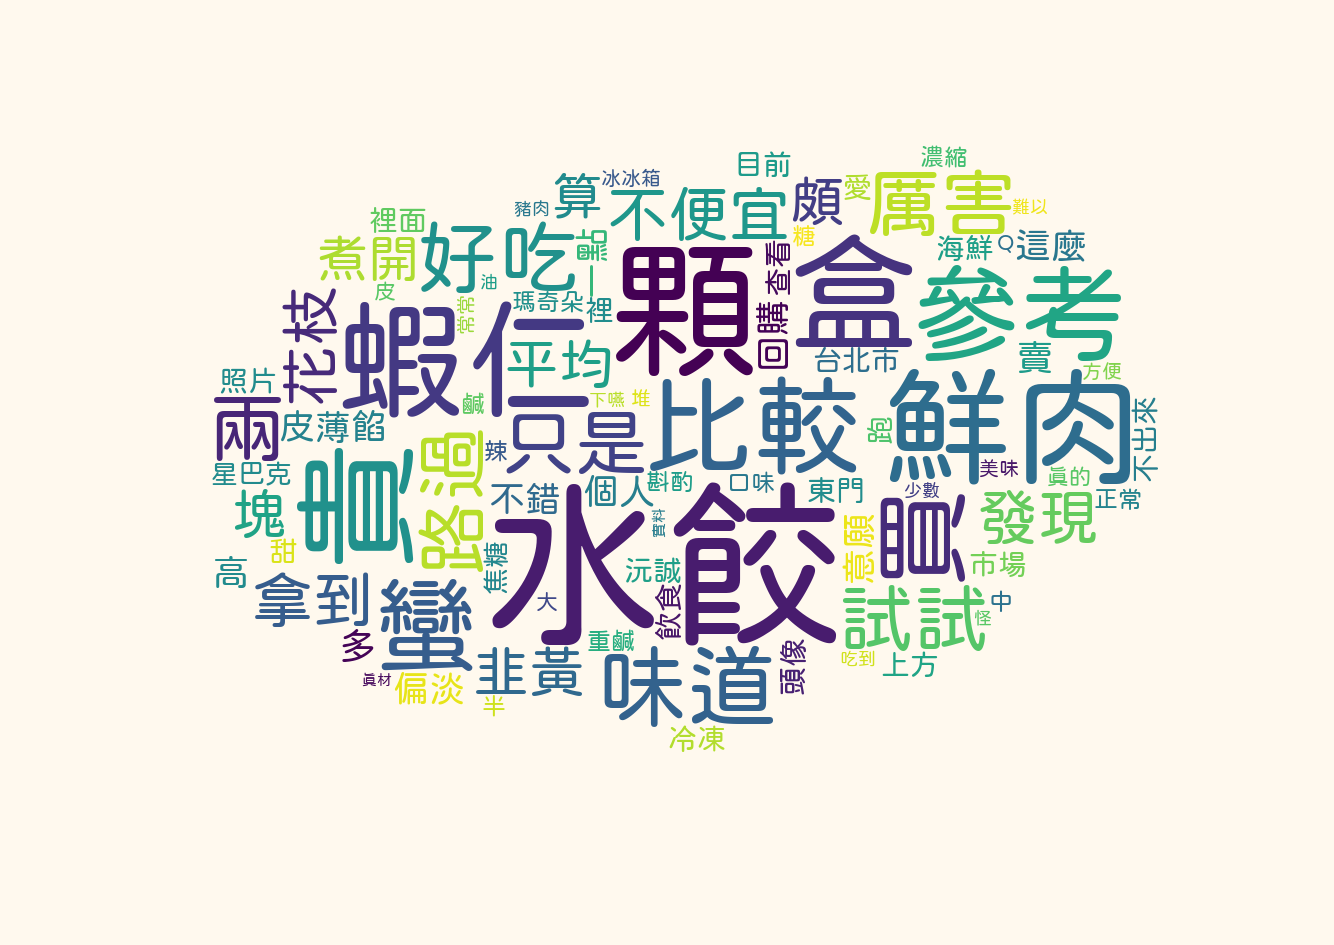 濃縮
目前
冰冰箱
愛
厲害
算
頗
不便宜
豬肉
難以
裡面
糖
好吃
一點
海鮮
Q
這麼
煮開
顆
查看
盒
參考
油
皮
瑪奇朵
裡
常常
花枝
蝦仁
回購
平均
台北市
賣
方便
照片
兩
皮薄餡
鹹
下嚥
堆
只是
比較
鮮肉
不出來
跑
路過
辣
星巴克
美味
真的
塊
賣
不錯
個人
斟酌
口味
東門
少數
買
發現
正常
水餃
實料
甜
意願
市場
高
焦糖
沅誠
拿到
蠻
大
飲食
試試
中
怪
多
重鹹
頭像
吃到
上方
真材
偏淡
韭黃
味道
半
冷凍